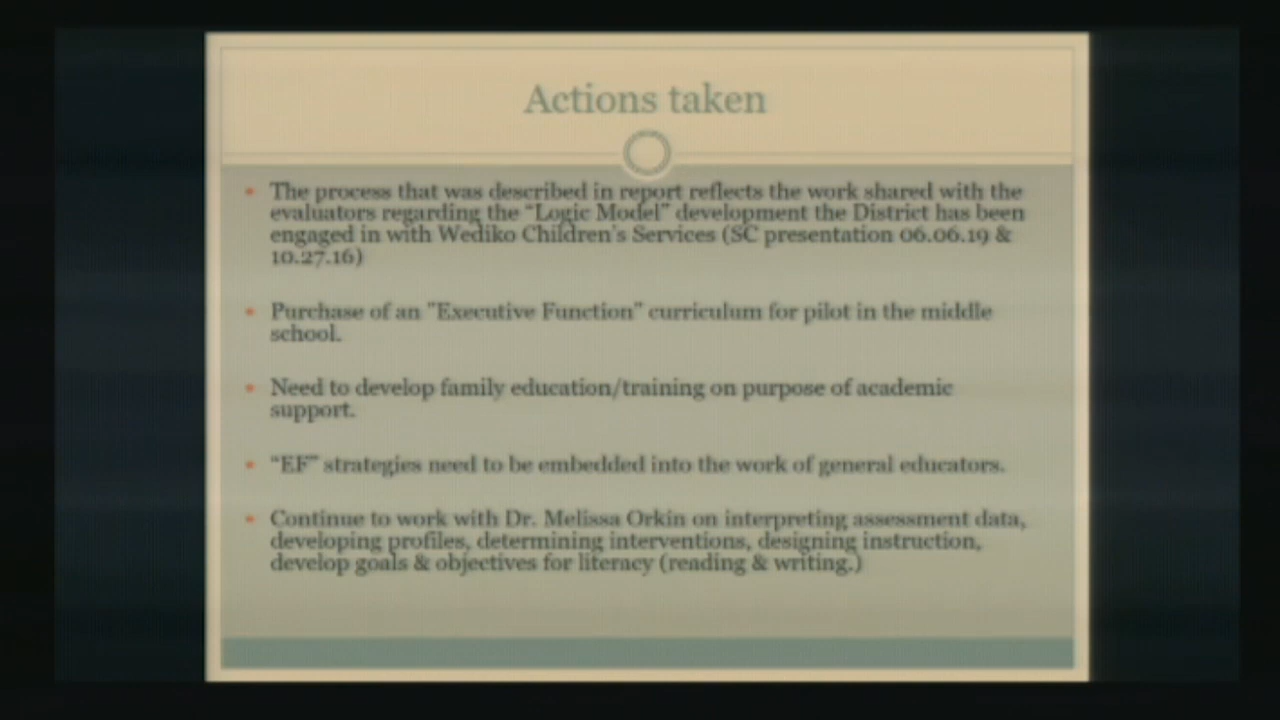 Actions taken
• The process that was described in report reflects the work shared with the
evaluators regarding the “Logic Model” development the District has been
engaged in with Wediko Children’s Services (SC presentation 06.06.19 &
10.27.16)
• Purchase of an "Executive Function" curriculum for pilot in the middle
school.
• Need to develop family education/training on purpose of academic
support.
• “EF” strategies need to be embedded into the work of general educators.
• Continue to work with Dr. Melissa Orkin on interpreting assessment data,
developing profiles, determining interventions, designing instruction,
develop goals & objectives for literacy (reading & writing.)